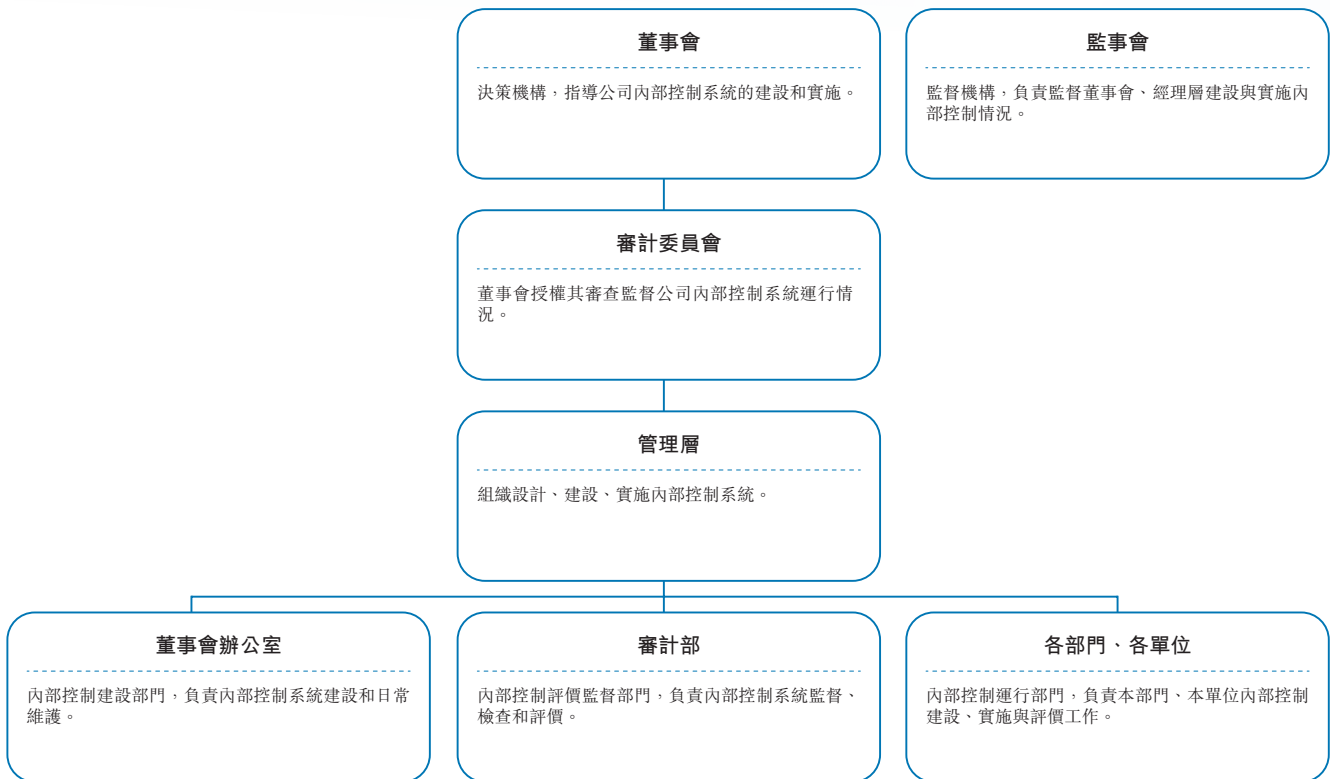 董事會
決策機構，指導公司內部控制系統的建設和實施。
監事會
監督機構，負責監督董事會、經理層建設與實施內
部控制情況。
審計委員會
董事會授權其審查監督公司內部控制系統運行情
況。
管理層
組織設計、建設、實施內部控制系統。
董事會辦公室
內部控制建設部門，負責內部控制系統建設和日常
維護。
審計部
內部控制評價監督部門，負責內部控制系統監督、
檢查和評價。
各部門、各單位
內部控制運行部門，負責本部門、本單位內部控制
建設、實施與評價工作。